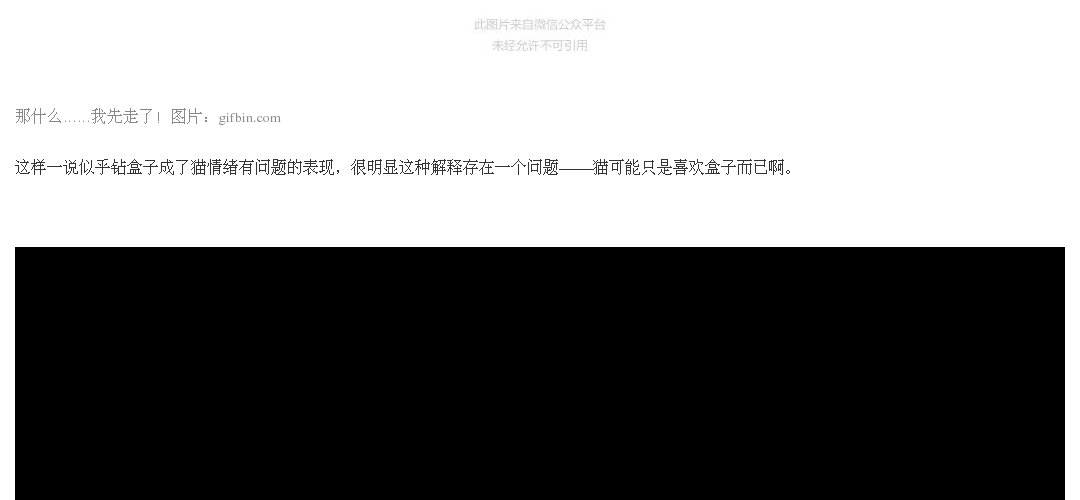 此图片来自微信公众平台
未经允许不可引用
那什么……我先走了！图片：gifbin.com
这样一说似乎钻盒子成了猫情绪有问题的表现，很明显这种解释存在一个问题——猫可能只是喜欢盒子而已啊。